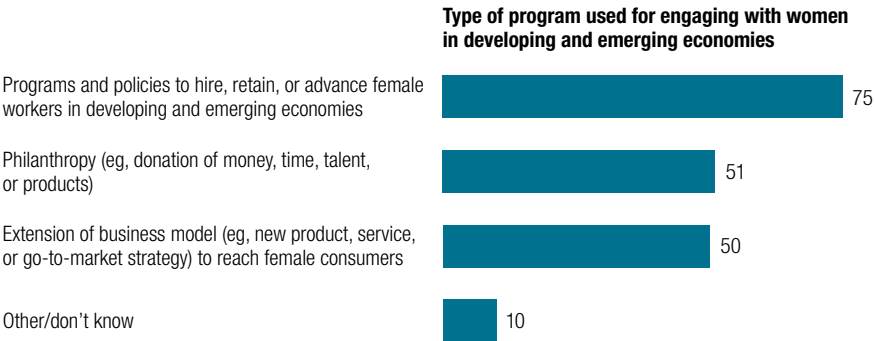 Type of program used for engaging with women
in developing and emerging economies
Programs and policies to hire, retain, or advance female
workers in developing and emerging economies
75
Philanthropy (eg, donation of money, time, talent,
or products)
51
Extension of business model (eg, new product, service,
or go-to-market strategy) to reach female consumers
50
Other/don’t know
10